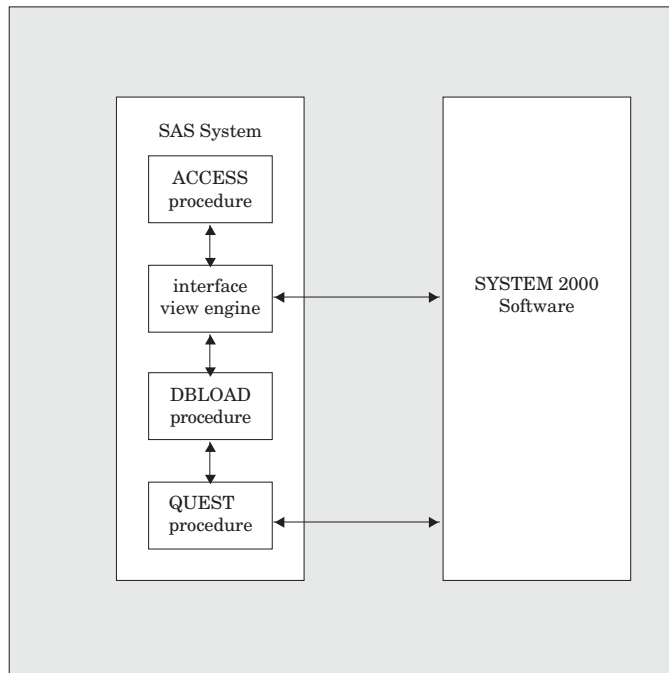 SAS System
ACCESS
procedure
interface
view engine
DBLOAD
procedure
QUEST
procedure
SYSTEM 2000
Software